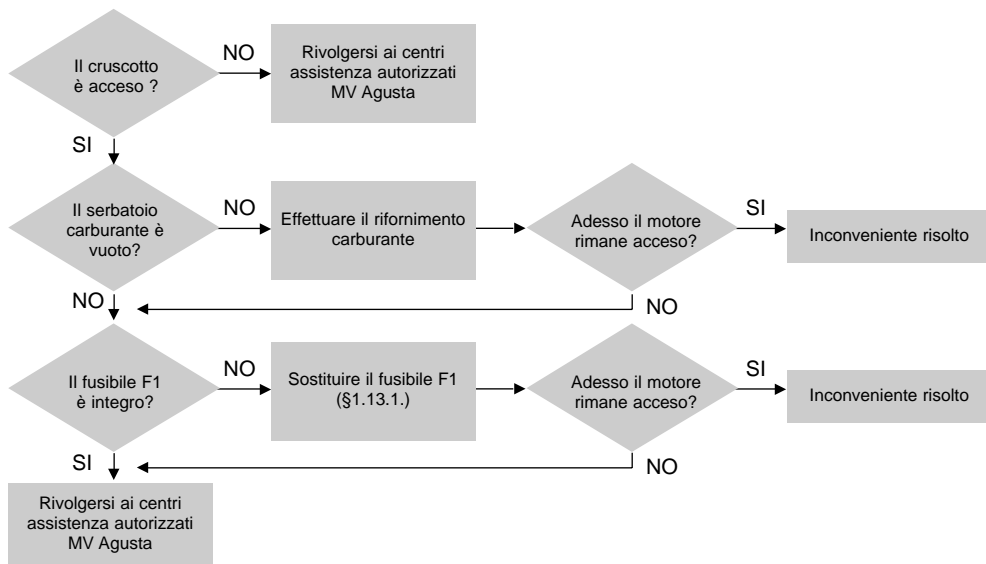 Il cruscotto
è acceso ?
NO
Rivolgersi ai centri
assistenza autorizzati
MV Agusta
SI
Il serbatoio
carburante è
vuoto?
NO
Effettuare il rifornimento
carburante
Adesso il motore
rimane acceso?
SI
Inconveniente risolto
NO
NO
Il fusibile F1
è integro?
NO
Sostituire il fusibile F1
(§1.13.1.)
Adesso il motore
rimane acceso?
SI
Inconveniente risolto
SI
NO
Rivolgersi ai centri
assistenza autorizzati
MV Agusta